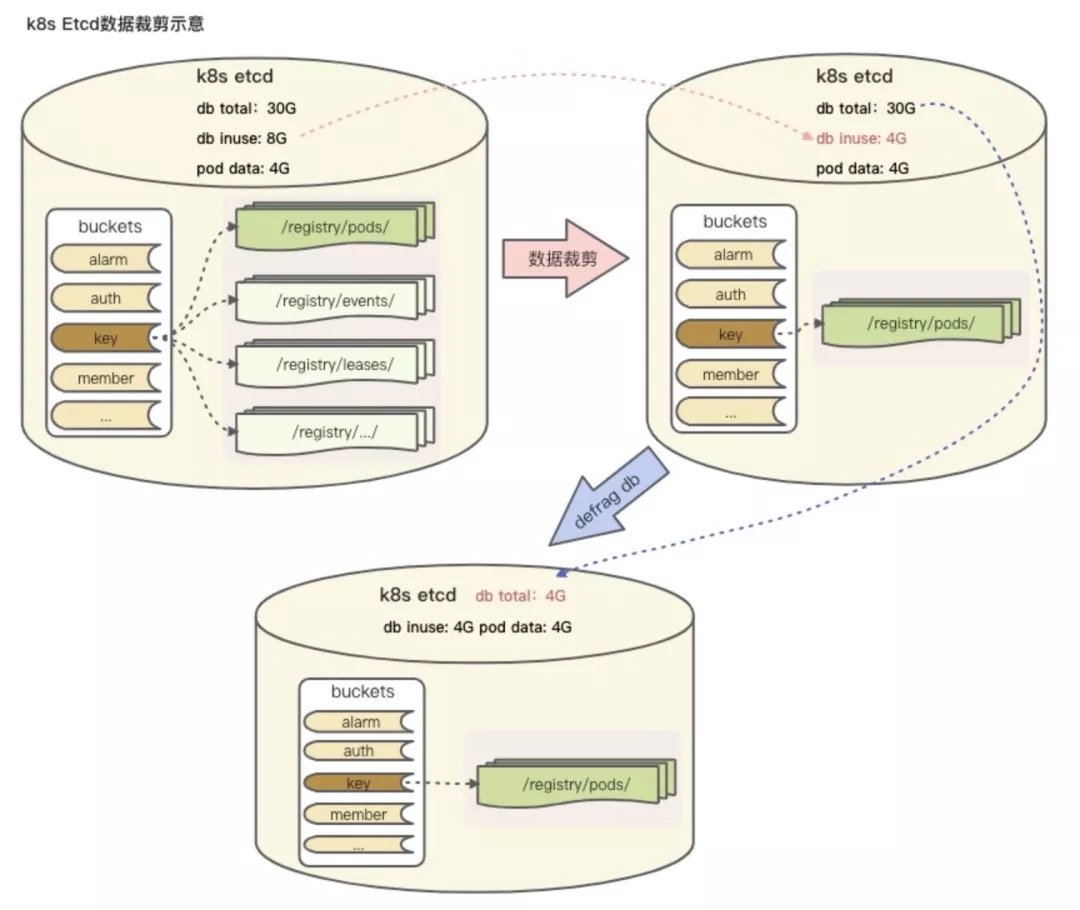 k8s Etcd数据裁剪示意
k8s etcd
db total：30G
db inuse: 8G
pod data: 4G
buckets
alarm
auth
key
member
...
/registry/pods/
/registry/events/
/registry/leases/
/registry/.../
数据裁剪
k8s etcd
db total：30G
db inuse: 4G
pod data: 4G
buckets
alarm
auth
key
member
...
/registry/pods/
defrag db
k8s etcd db total：4G
db inuse: 4G pod data: 4G
buckets
alarm
auth
key
member
...
/registry/pods/